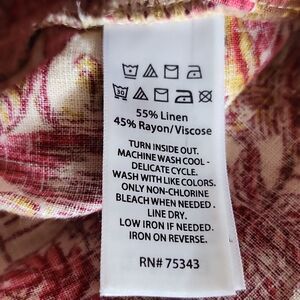 30
55% Linen
45% Rayon/Viscose
TURN INSIDE OUT.
MACHINE WASH COOL -
DELICATE CYCLE.
WASH WITH LIKE COLORS.
ONLY NON-CHLORINE
BLEACH WHEN NEEDED.
LINE DRY.
LOW IRON IF NEEDED.
IRON ON REVERSE.
RN# 75343